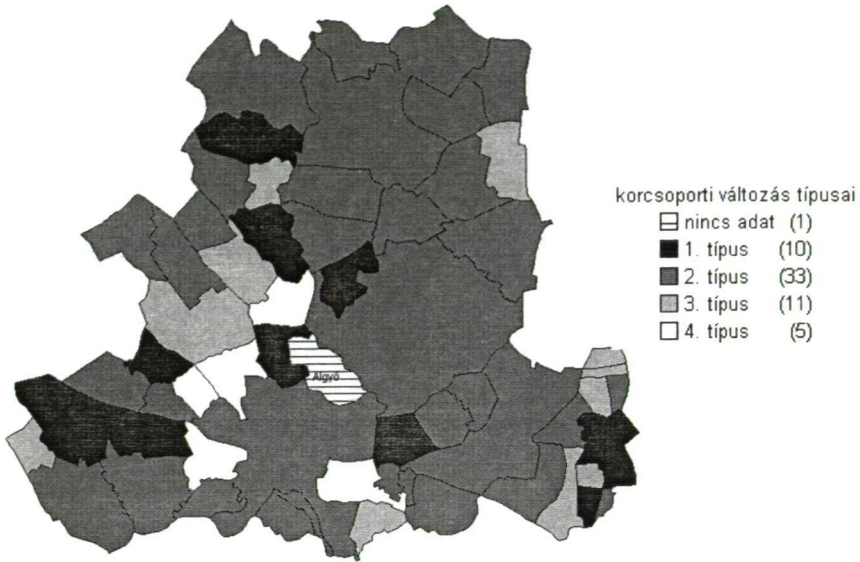 korcsoporti változás típusai
nincs adat (1)
1. típus (10)
2. típus (33)
3. típus (11)
4. típus (5)
Algyő